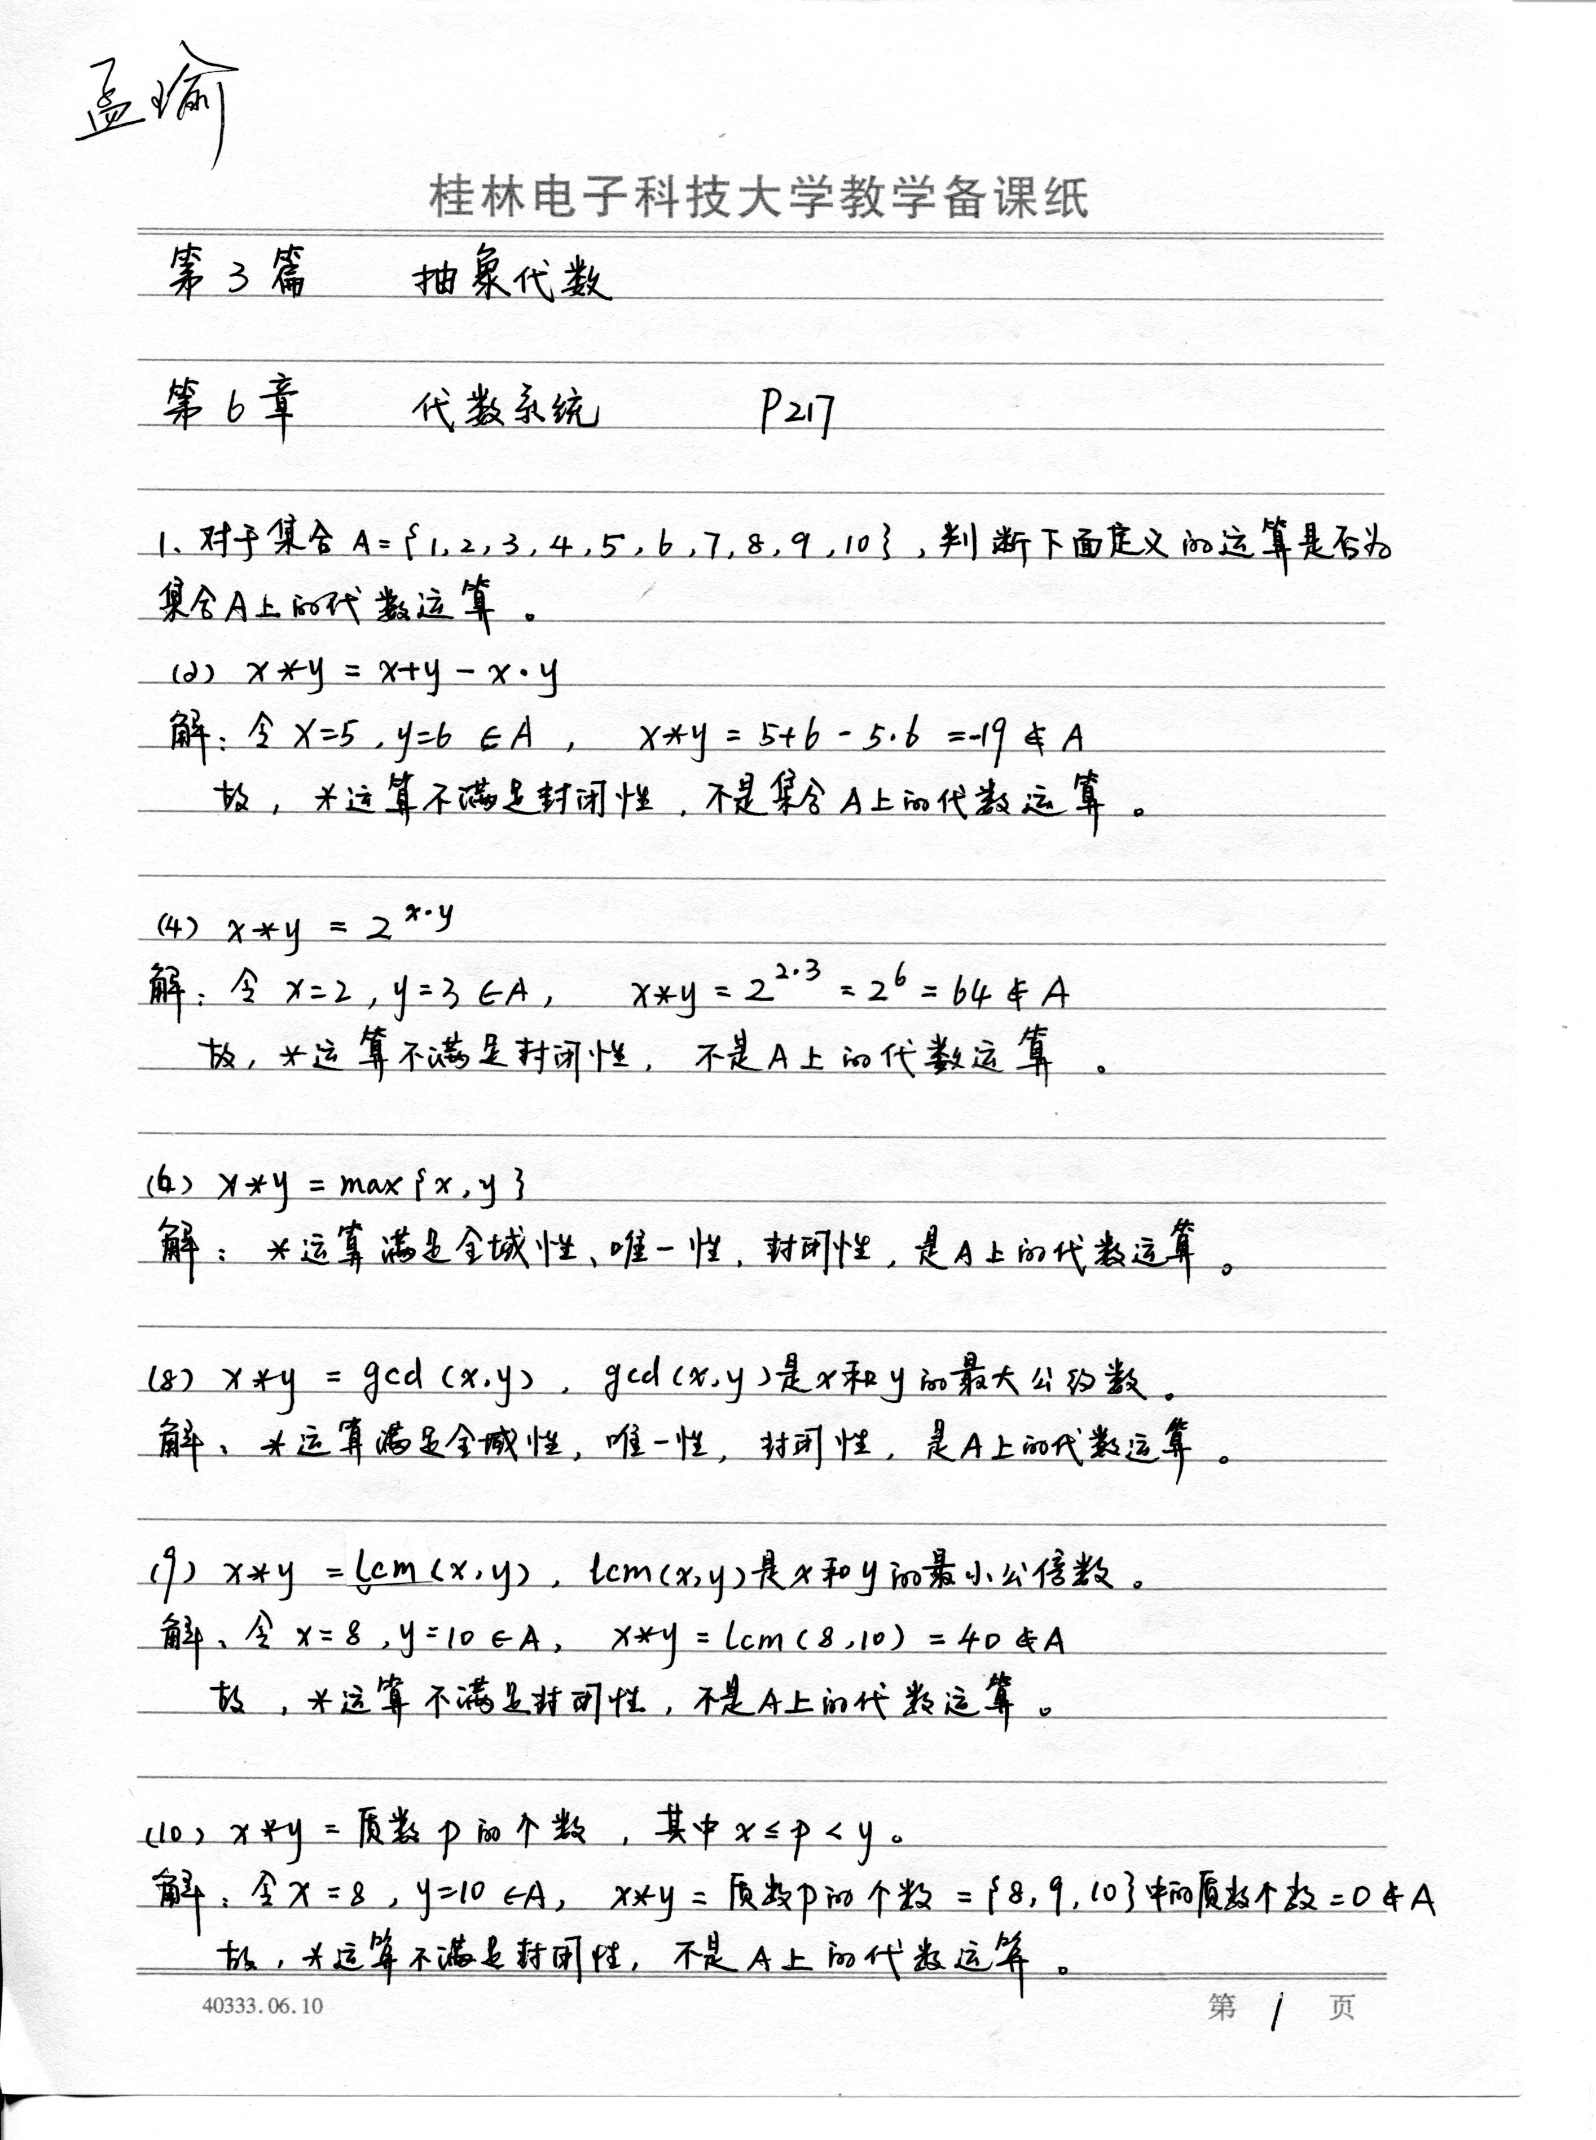 孟瑜
桂林电子科技大学教学备课纸
第3篇 抽象代数
第6章 代数系统 P217
1、对于集合A={1,2,3,4,5,6,7,8,9,10},判断下面定义的运算是否为
集合A上的代数运算。
(2) x*y = x+y - x·y
解:令 x=5,y=6 ∈A, x*y = 5+6 - 5·6 =-19 ∉ A
故,*运算不满足封闭性,不是集合A上的代数运算。
(4) x*y = 2^{x·y}
解:令 x=2,y=3 ∈A, x*y = 2^{2·3} = 2^6 = 64 ∉ A
故,*运算不满足封闭性,不是A上的代数运算。
(6) x*y = max{x,y}
解: *运算满足全域性、唯一性、封闭性,是A上的代数运算。
(8) x*y = gcd(x,y), gcd(x,y)是x和y的最大公约数。
解、*运算满足全域性,唯一性,封闭性,是A上的代数运算。
(9) x*y = lcm(x,y), lcm(x,y)是x和y的最小公倍数。
解、令 x=8,y=10 ∈A, x*y = lcm(8,10) = 40 ∉A
故,*运算不满足封闭性,不是A上的代数运算。
(10) x*y = 质数p的个数,其中 x≤p<y。
解:令x=8,y=10 ∈A, x*y = 质数p的个数 = {8,9,10}中的质数个数=0 ∉ A
故,*运算不满足封闭性,不是A上的代数运算。
40333.06.10 第 1 页